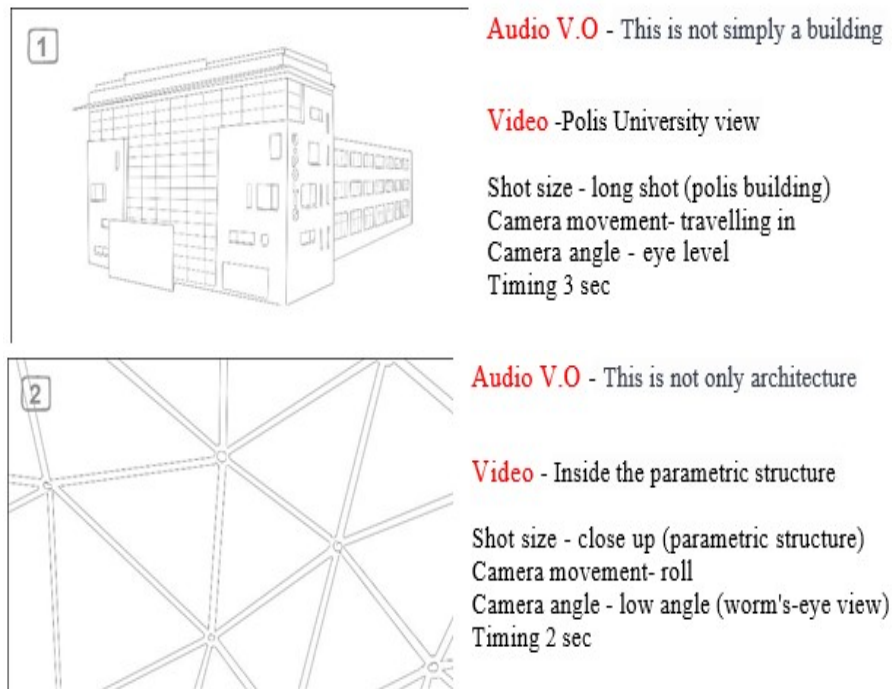 1
Audio V.O - This is not simply a building
Video -Polis University view
Shot size - long shot (polis building)
Camera movement- travelling in
Camera angle - eye level
Timing 3 sec
2
Audio V.O - This is not only architecture
Video - Inside the parametric structure
Shot size - close up (parametric structure)
Camera movement- roll
Camera angle - low angle (worm's-eye view)
Timing 2 sec